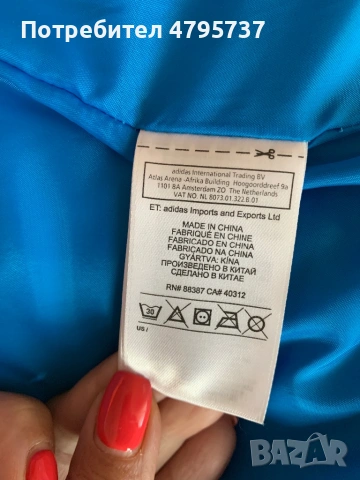 Потребител 4795737
adidas International Trading BV
Atlas Arena -Afrika Building Hoogoorddreef 9a
1101 BA Amsterdam ZO The Netherlands
VAT NO. NL 8073.01.322.B.01
ET: adidas Imports and Exports Ltd
MADE IN CHINA
FABRIQUÉ EN CHINE
FABRICADO EN CHINA
FABRICADO NA CHINA
GYÁRTVA: KÍNA
ПРОИЗВЕДЕНО В КИТАЙ
СДЕЛАНО В КИТАЕ
RN# 88387 CA# 40312
30
US /
BAZAR